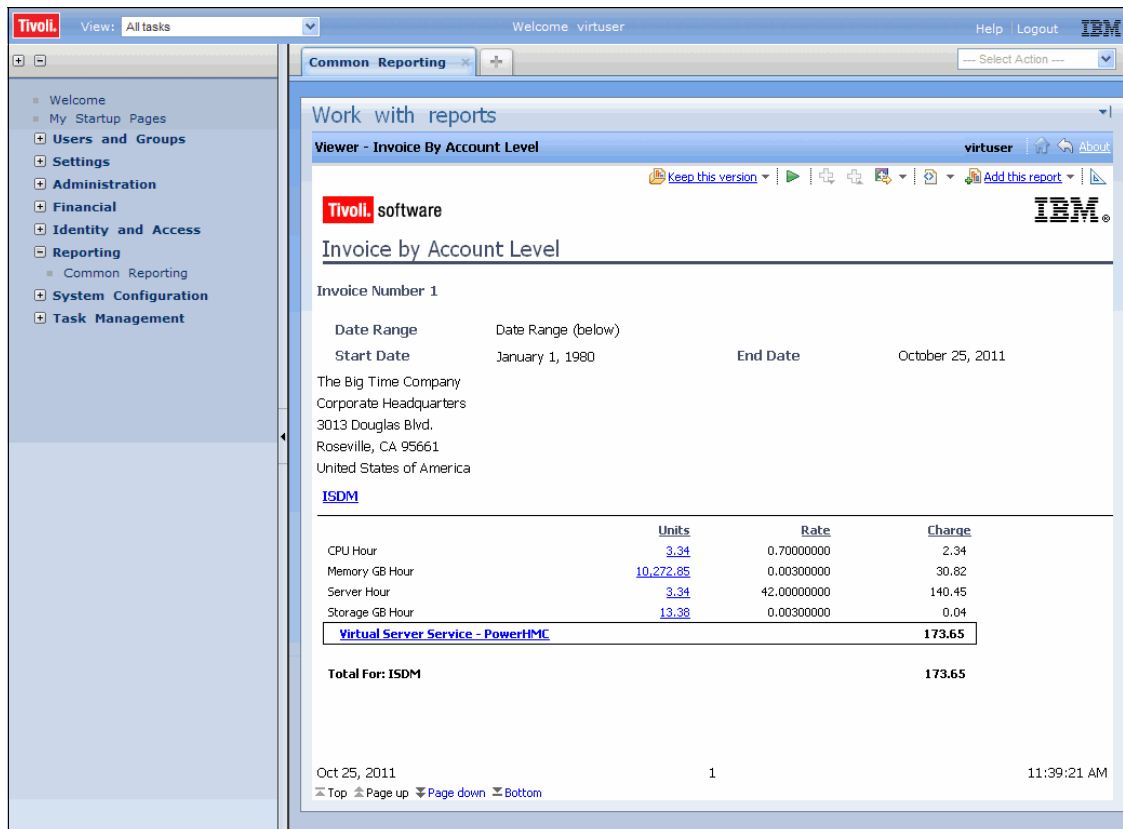 Tivoli. View: All tasks Welcome virtuser Help Logout IBM
Common Reporting --- Select Action ---
Welcome
My Startup Pages
Users and Groups
Settings
Administration
Financial
Identity and Access
Reporting
Common Reporting
System Configuration
Task Management
Work with reports
Viewer - Invoice By Account Level virtuser About
Keep this version Add this report
Tivoli. software IBM®
Invoice by Account Level
Invoice Number 1
Date Range Date Range (below)
Start Date January 1, 1980 End Date October 25, 2011
The Big Time Company
Corporate Headquarters
3013 Douglas Blvd.
Roseville, CA 95661
United States of America
ISDM
Units Rate Charge
CPU Hour 3.34 0.70000000 2.34
Memory GB Hour 10,272.85 0.00300000 30.82
Server Hour 3.34 42.00000000 140.45
Storage GB Hour 13.38 0.00300000 0.04
Virtual Server Service - PowerHMC 173.65
Total For: ISDM 173.65
Oct 25, 2011 1 11:39:21 AM
Top Page up Page down Bottom